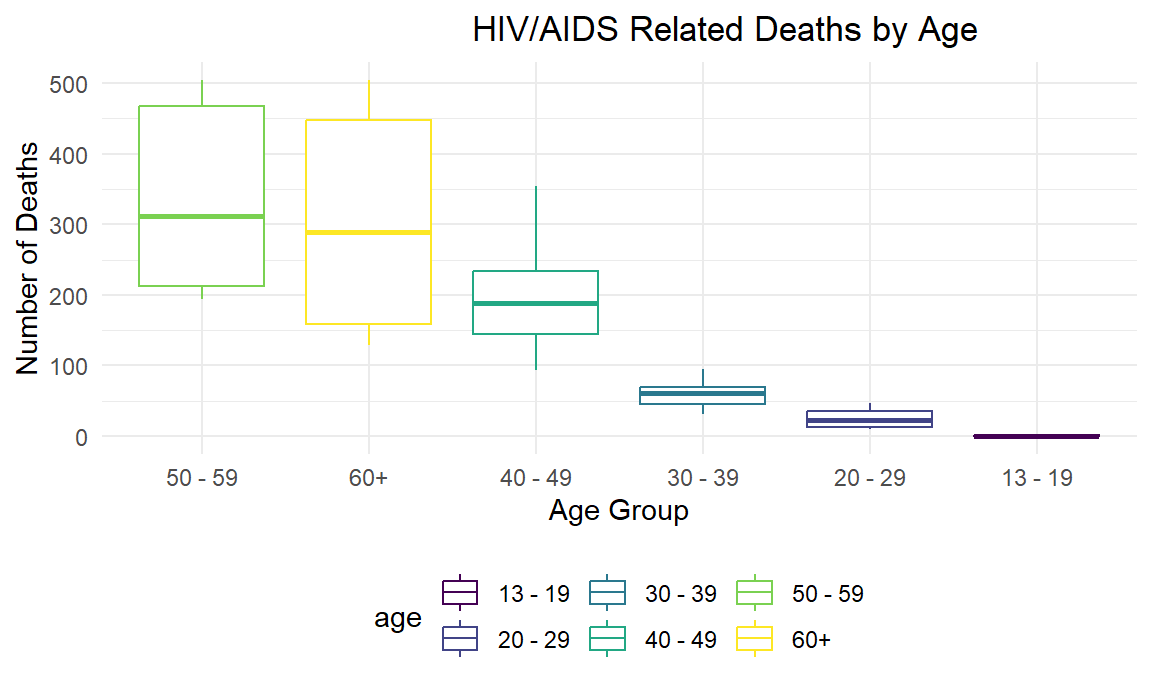 HIV/AIDS Related Deaths by Age
500
400
300
200
100
0
Number of Deaths
50 - 59 60+ 40 - 49 30 - 39 20 - 29 13 - 19
Age Group
age
13 - 19 30 - 39 50 - 59
20 - 29 40 - 49 60+